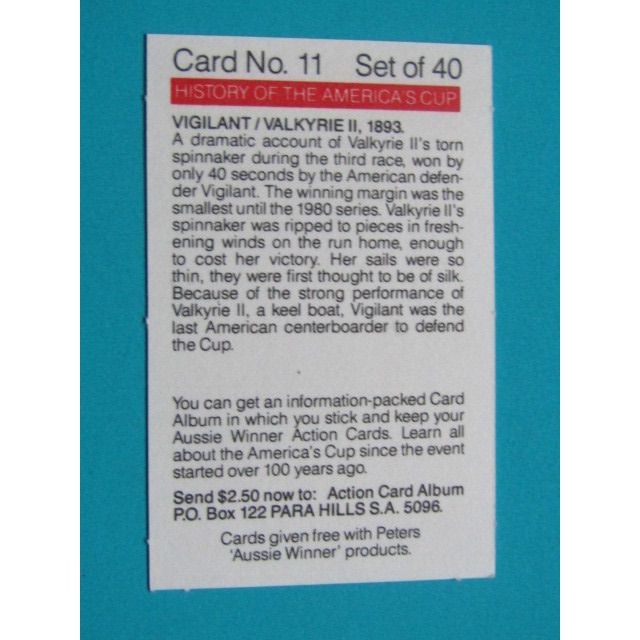 Card No. 11 Set of 40
HISTORY OF THE AMERICA'S CUP
VIGILANT / VALKYRIE II, 1893.
A dramatic account of Valkyrie II's torn
spinnaker during the third race, won by
only 40 seconds by the American defen-
der Vigilant. The winning margin was the
smallest until the 1980 series. Valkyrie II's
spinnaker was ripped to pieces in fresh-
ening winds on the run home, enough
to cost her victory. Her sails were so
thin, they were first thought to be of silk.
Because of the strong performance of
Valkyrie II, a keel boat, Vigilant was the
last American centerboarder to defend
the Cup.
You can get an information-packed Card
Album in which you stick and keep your
Aussie Winner Action Cards. Learn all
about the America's Cup since the event
started over 100 years ago.
Send $2.50 now to: Action Card Album
P.O. Box 122 PARA HILLS S.A. 5096.
Cards given free with Peters
'Aussie Winner' products.